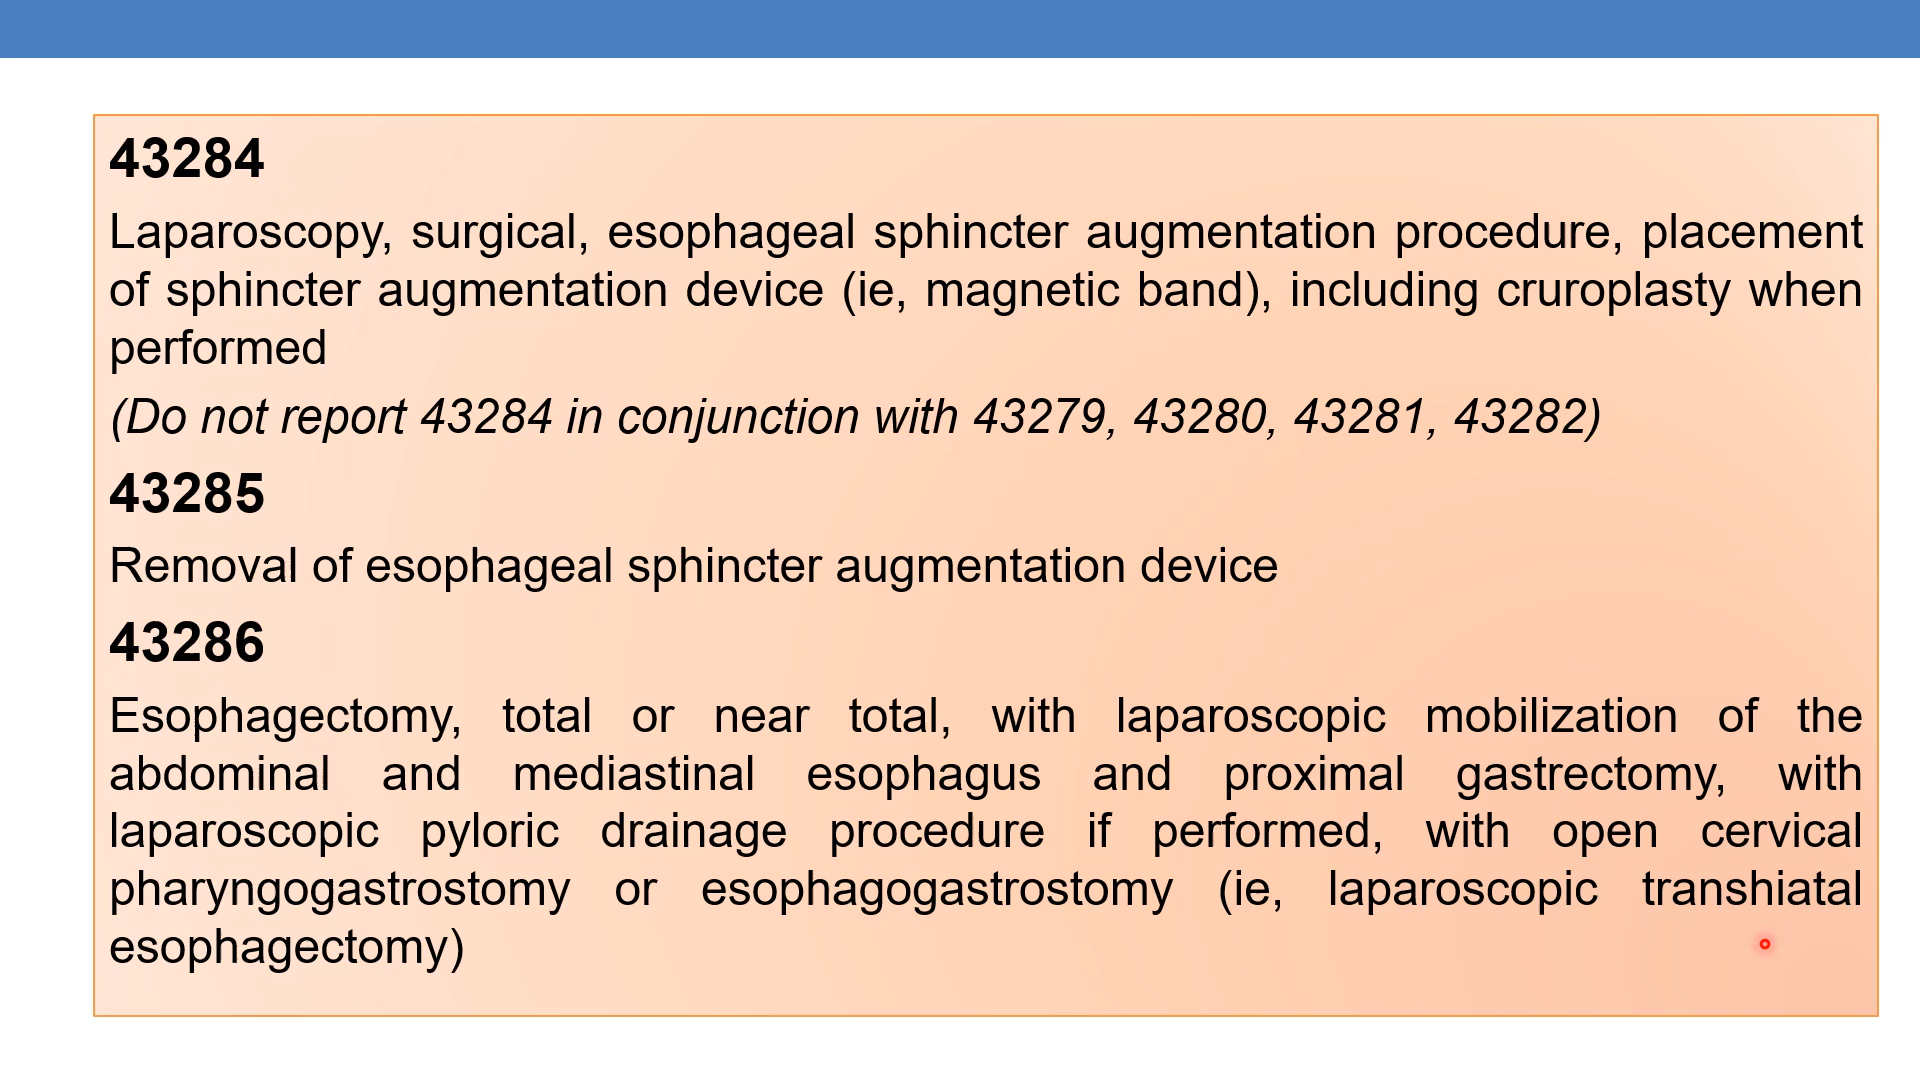 43284
Laparoscopy, surgical, esophageal sphincter augmentation procedure, placement
of sphincter augmentation device (ie, magnetic band), including cruroplasty when
performed
(Do not report 43284 in conjunction with 43279, 43280, 43281, 43282)
43285
Removal of esophageal sphincter augmentation device
43286
Esophagectomy, total or near total, with laparoscopic mobilization of the
abdominal and mediastinal esophagus and proximal gastrectomy, with
laparoscopic pyloric drainage procedure if performed, with open cervical
pharyngogastrostomy or esophagogastrostomy (ie, laparoscopic transhiatal
esophagectomy)